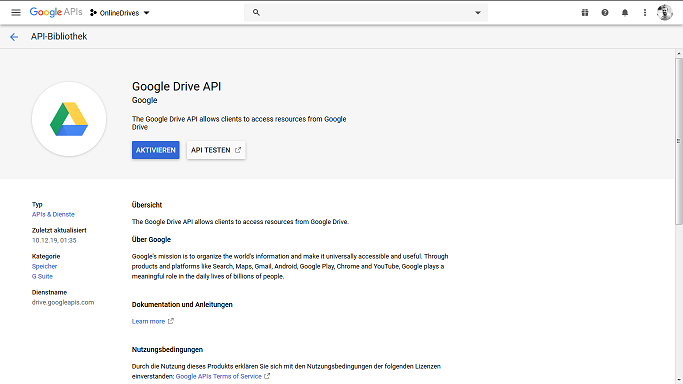 Google APIs OnlineDrives
API-Bibliothek
Google Drive API
Google
The Google Drive API allows clients to access resources from Google
Drive
AKTIVIEREN API TESTEN
Typ
APIs & Dienste
Zuletzt aktualisiert
10.12.19, 01:35
Kategorie
Speicher
G Suite
Dienstname
drive.googleapis.com
Übersicht
The Google Drive API allows clients to access resources from Google Drive.
Über Google
Google's mission is to organize the world's information and make it universally accessible and useful. Through
products and platforms like Search, Maps, Gmail, Android, Google Play, Chrome and YouTube, Google plays a
meaningful role in the daily lives of billions of people.
Dokumentation und Anleitungen
Learn more
Nutzungsbedingungen
Durch die Nutzung dieses Produkts erklären Sie sich mit den Nutzungsbedingungen der folgenden Lizenzen
einverstanden: Google APIs Terms of Service